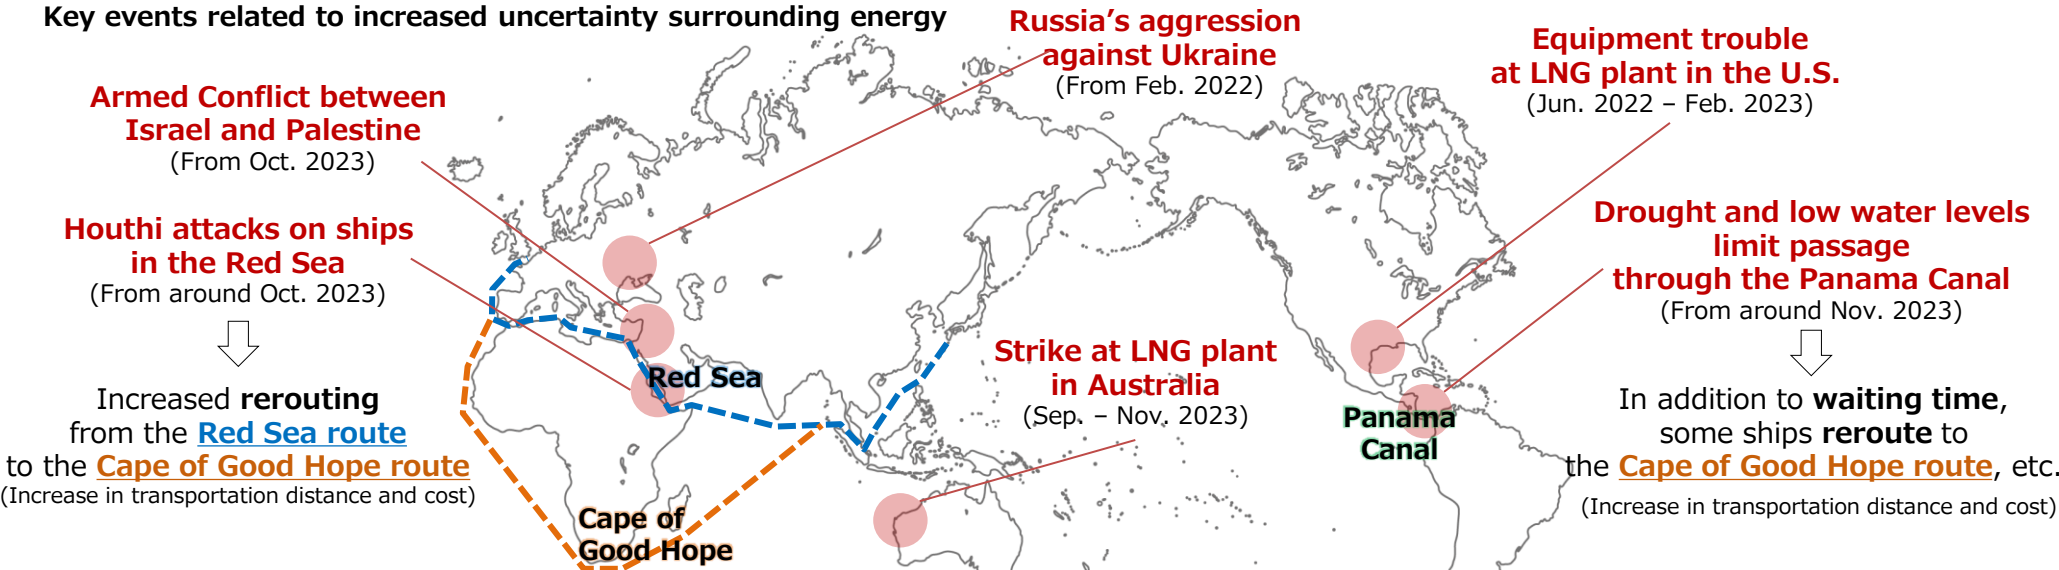 Key events related to increased uncertainty surrounding energy
Russia’s aggression
against Ukraine
(From Feb. 2022)
Equipment trouble
at LNG plant in the U.S.
(Jun. 2022 – Feb. 2023)
Armed Conflict between
Israel and Palestine
(From Oct. 2023)
Houthi attacks on ships
in the Red Sea
(From around Oct. 2023)
Increased rerouting
from the Red Sea route
to the Cape of Good Hope route
(Increase in transportation distance and cost)
Red Sea
Cape of
Good Hope
Strike at LNG plant
in Australia
(Sep. – Nov. 2023)
Panama
Canal
Drought and low water levels
limit passage
through the Panama Canal
(From around Nov. 2023)
In addition to waiting time,
some ships reroute to
the Cape of Good Hope route, etc.
(Increase in transportation distance and cost)